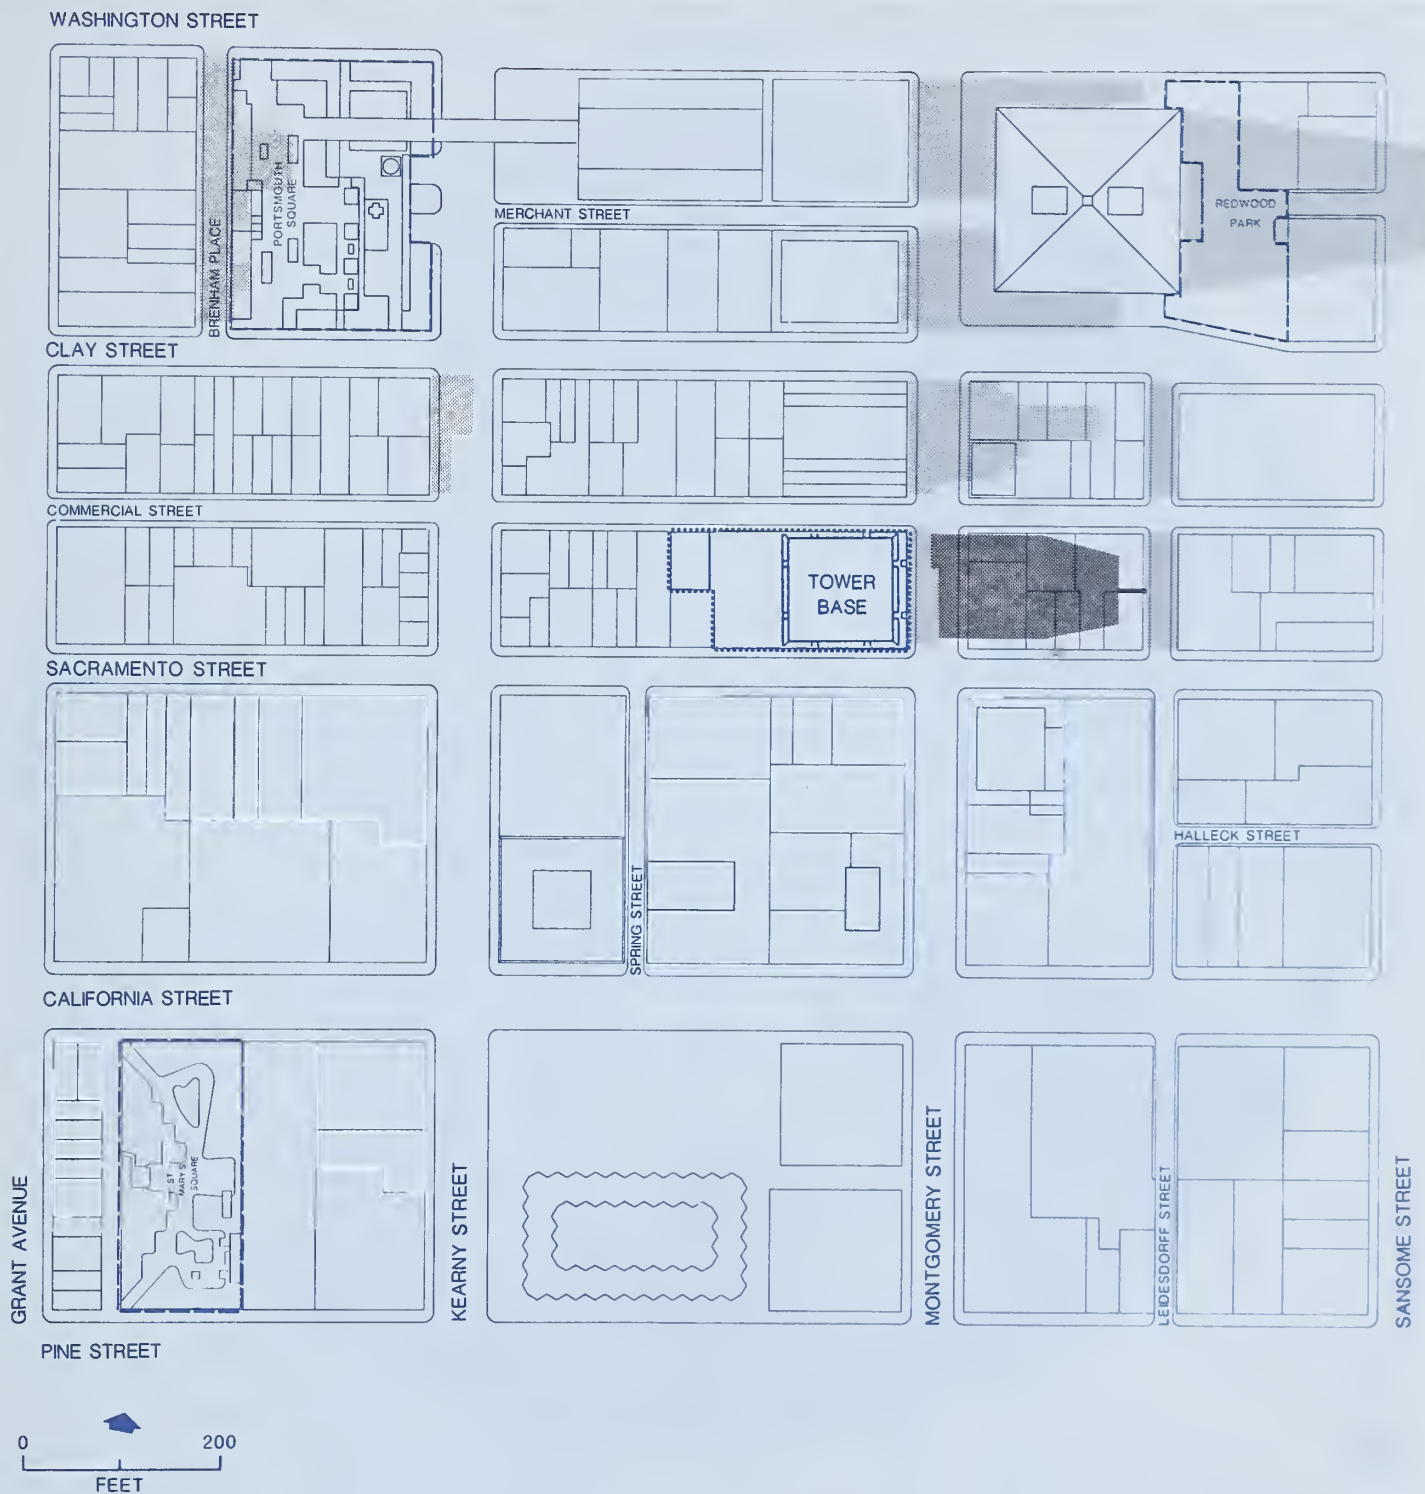 WASHINGTON STREET
BRENHAM PLACE
PORTSMOUTH
SQUARE
MERCHANT STREET
REDWOOD
PARK
CLAY STREET
COMMERCIAL STREET
TOWER
BASE
SACRAMENTO STREET
HALLECK STREET
SPRING STREET
CALIFORNIA STREET
GRANT AVENUE
ST
MARY'S
SQUARE
KEARNY STREET
MONTGOMERY STREET
LEIDESDORFF STREET
SANSOME STREET
PINE STREET
0 200
FEET